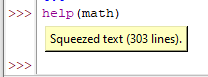 >>> help(math)
Squeezed text (303 lines).
>>>